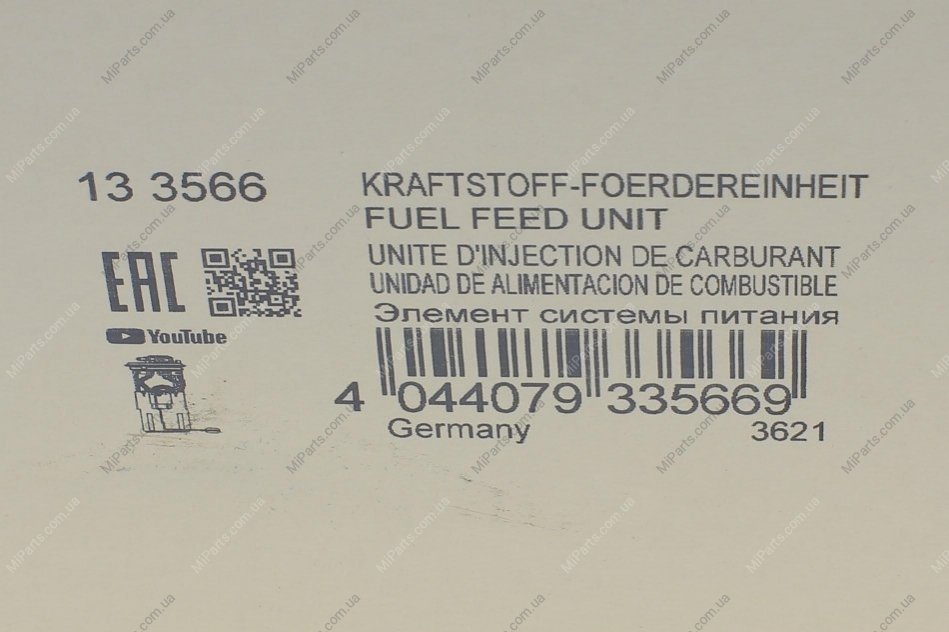 13 3566
KRAFTSTOFF-FOERDEREINHEIT
FUEL FEED UNIT
UNITE D'INJECTION DE CARBURANT
UNIDAD DE ALIMENTACION DE COMBUSTIBLE
Элемент системы питания
EAC
YouTube
4 044079 335669
Germany 3621
MiParts.com.ua